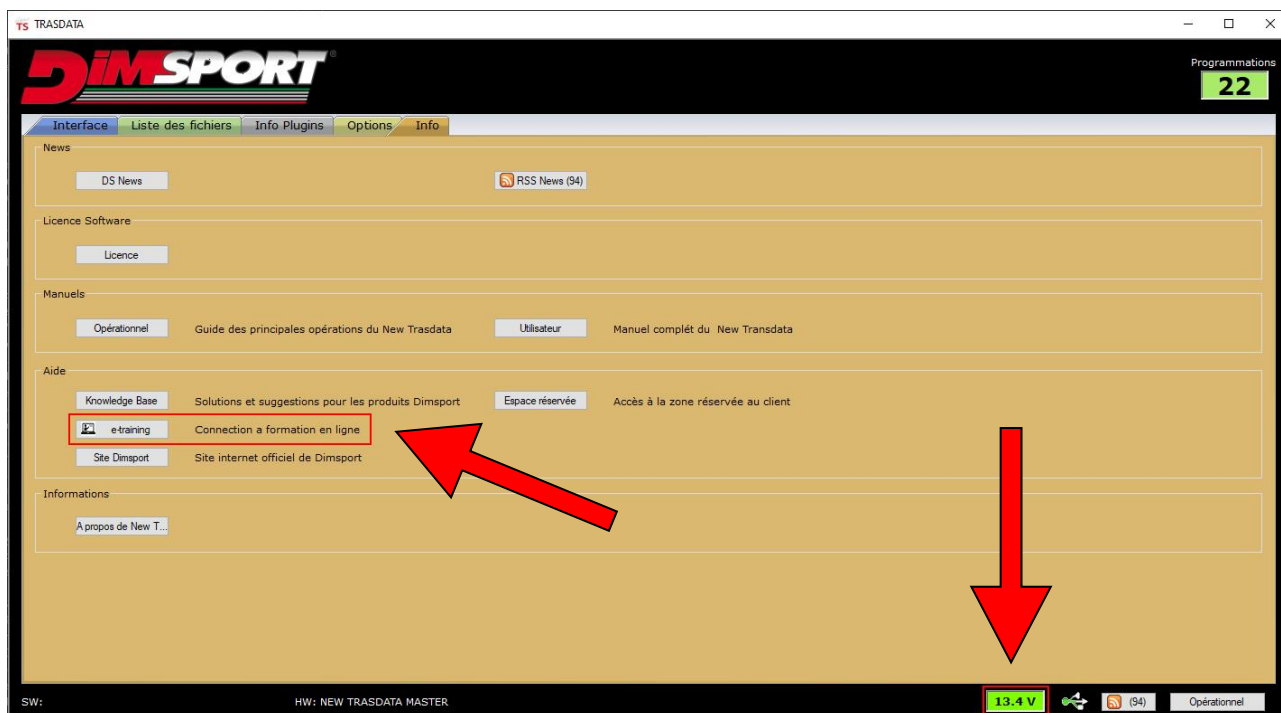 TS TRASDATA
DiMSPORT®
Programmations
22
Interface Liste des fichiers Info Plugins Options Info
News
DS News RSS News (94)
Licence Software
Licence
Manuels
Opérationnel Guide des principales opérations du New Trasdata Utilisateur Manuel complét du New Transdata
Aide
Knowledge Base Solutions et suggestions pour les produits Dimsport Espace réservée Accès à la zone réservée au client
e-training Connection a formation en ligne
Site Dimsport Site internet officiel de Dimsport
Informations
A propos de New T...
SW: HW: NEW TRASDATA MASTER 13.4 V (94) Opérationnel